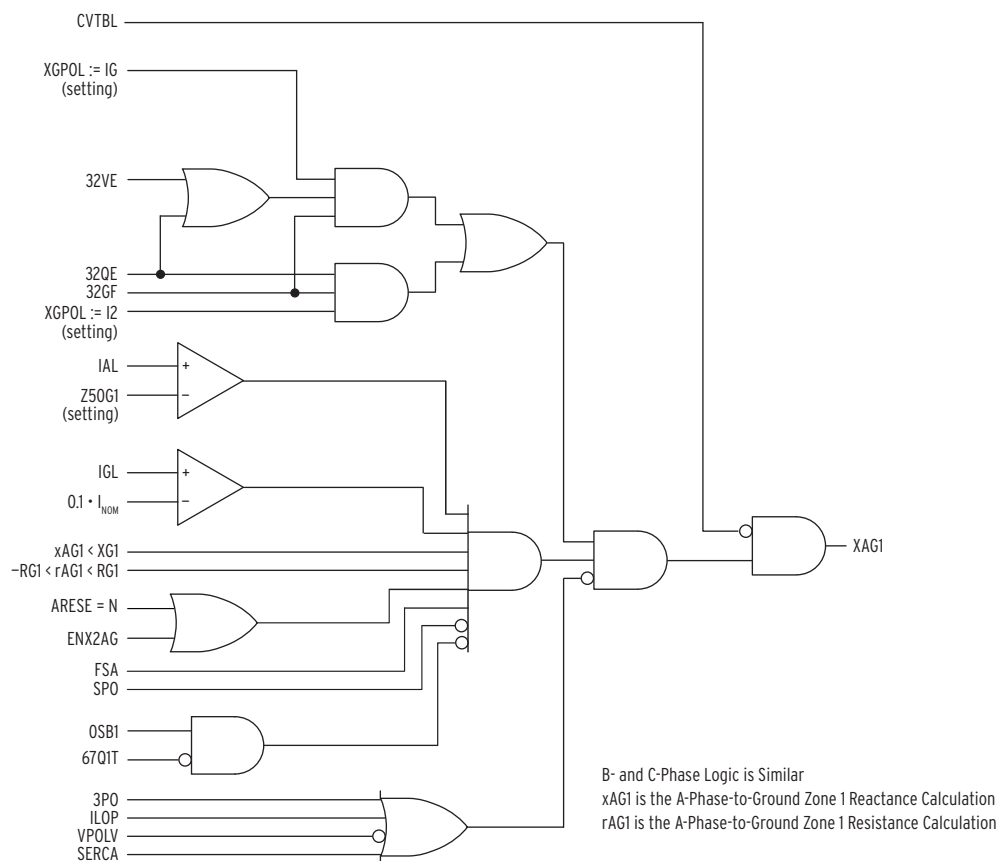 CVTBL
XGPOL := IG
(setting)
32VE
32QE
32GF
XGPOL := I2
(setting)
IAL
+
Z50G1
−
(setting)
IGL
+
0.1 • INOM
−
xAG1 < XG1
−RG1 < rAG1 < RG1
XAG1
ARESE = N
ENX2AG
FSA
SPO
OSB1
67Q1T
3PO
ILOP
VPOLV
SERCA
B- and C-Phase Logic is Similar
xAG1 is the A-Phase-to-Ground Zone 1 Reactance Calculation
rAG1 is the A-Phase-to-Ground Zone 1 Resistance Calculation